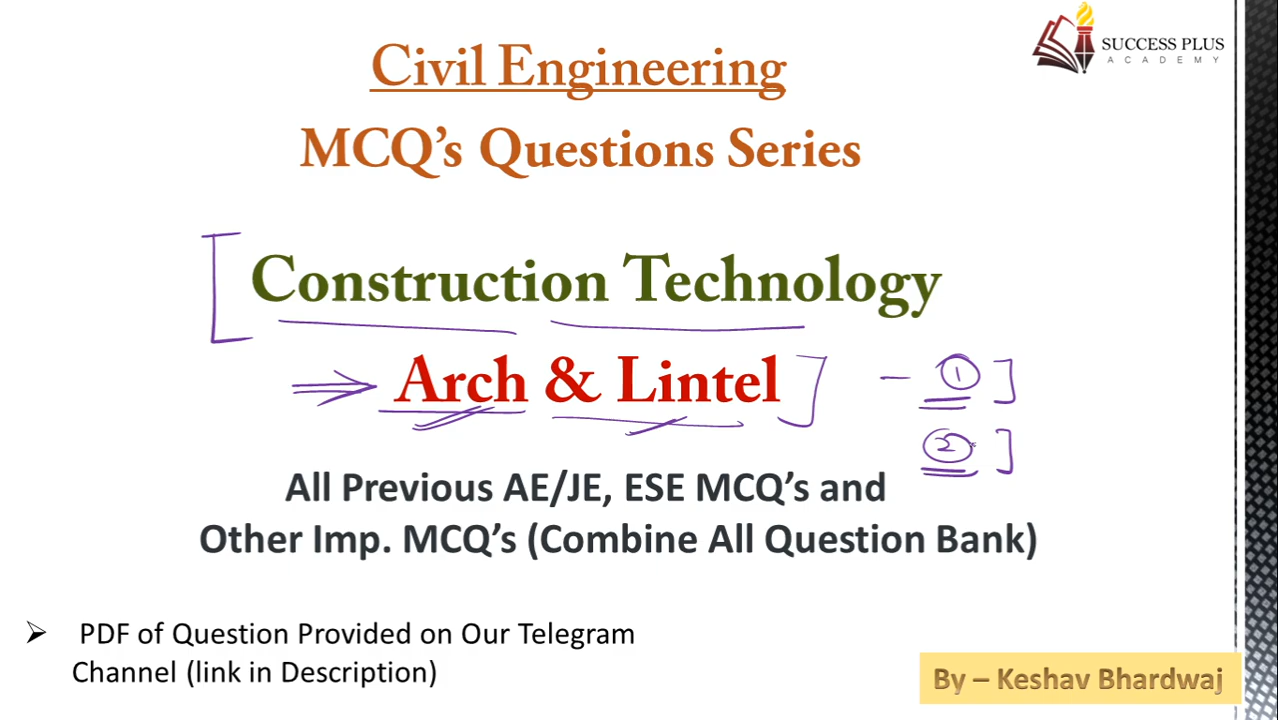 SUCCESS PLUS
ACADEMY
Civil Engineering
MCQ’s Questions Series
Construction Technology
Arch & Lintel
- 1
2
All Previous AE/JE, ESE MCQ’s and
Other Imp. MCQ’s (Combine All Question Bank)
➢ PDF of Question Provided on Our Telegram
Channel (link in Description)
By – Keshav Bhardwaj